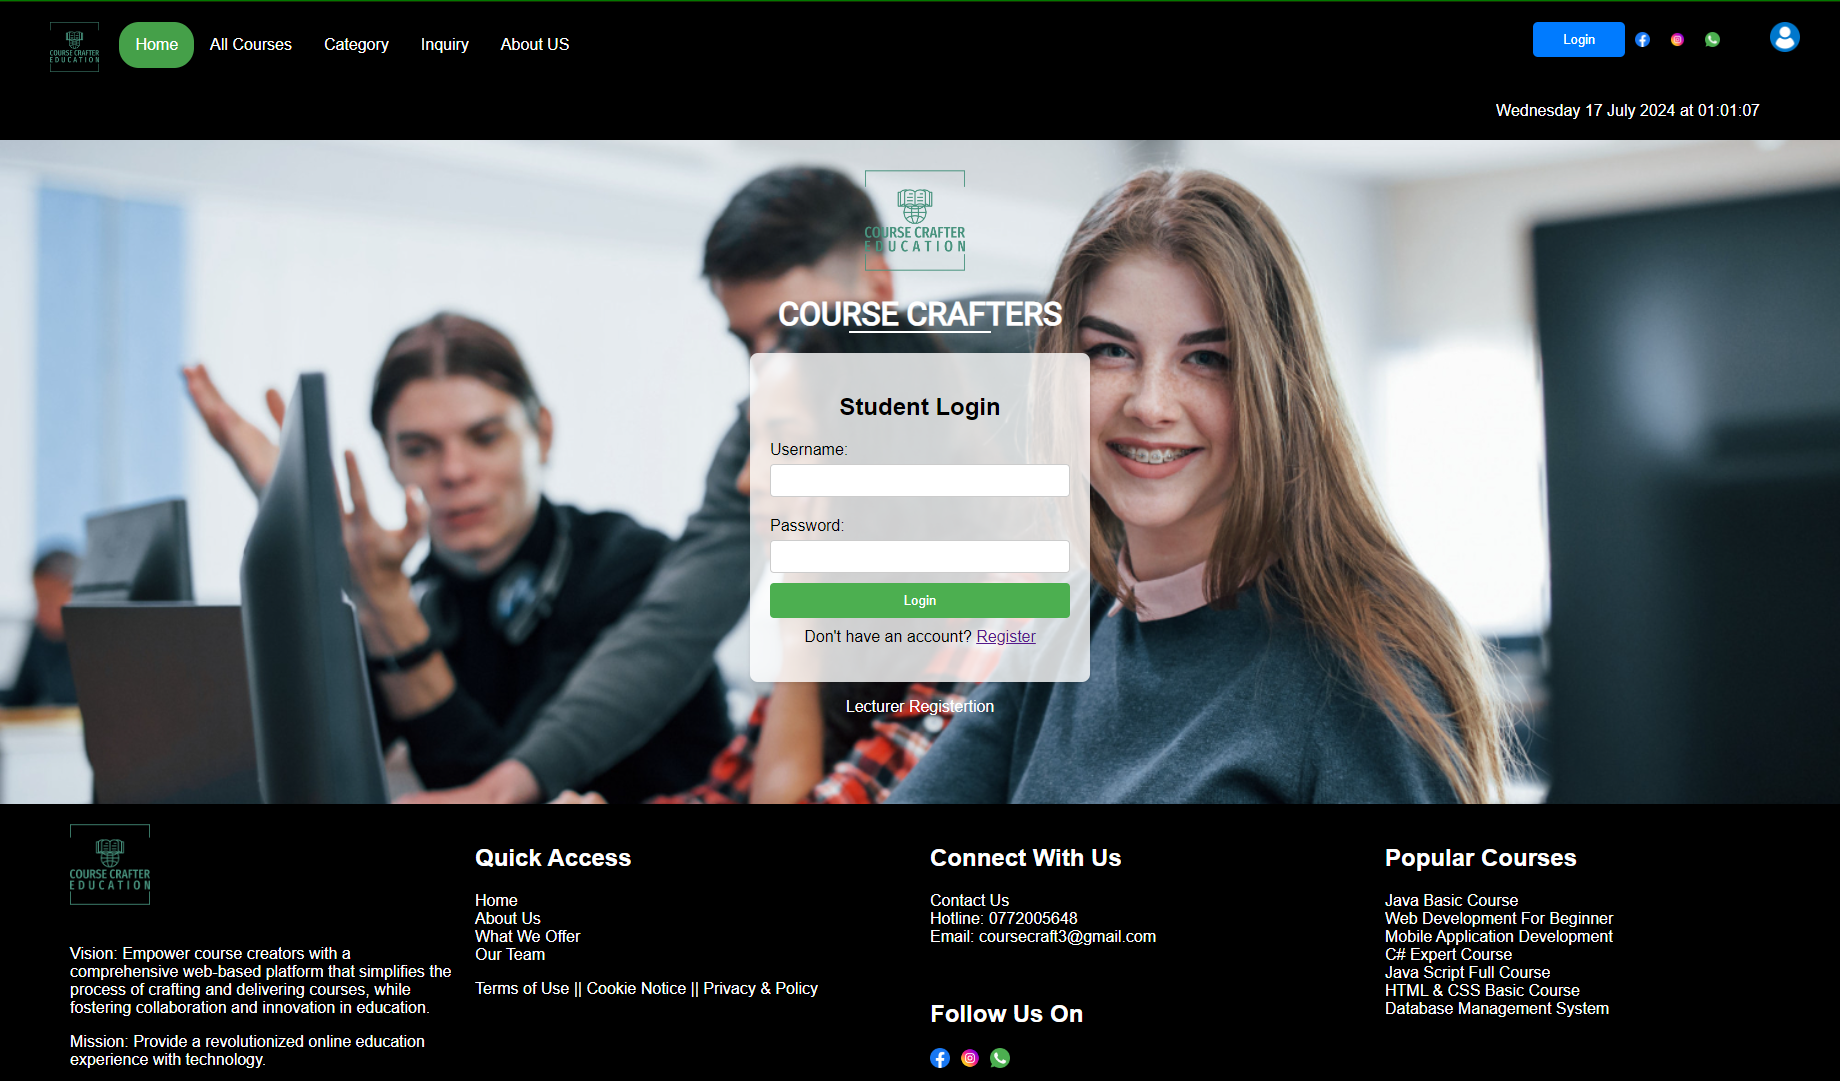 COURSE CRAFTER
EDUCATION
Home
All Courses
Category
Inquiry
About US
Login
Wednesday 17 July 2024 at 01:01:07
COURSE CRAFTER
EDUCATION
COURSE CRAFTERS
Student Login
Username:
Password:
Login
Don't have an account? Register
Lecturer Registertion
COURSE CRAFTER
EDUCATION
Vision: Empower course creators with a
comprehensive web-based platform that simplifies the
process of crafting and delivering courses, while
fostering collaboration and innovation in education.
Mission: Provide a revolutionized online education
experience with technology.
Quick Access
Home
About Us
What We Offer
Our Team
Terms of Use || Cookie Notice || Privacy & Policy
Connect With Us
Contact Us
Hotline: 0772005648
Email: coursecraft3@gmail.com
Follow Us On
Popular Courses
Java Basic Course
Web Development For Beginner
Mobile Application Development
C# Expert Course
Java Script Full Course
HTML & CSS Basic Course
Database Management System